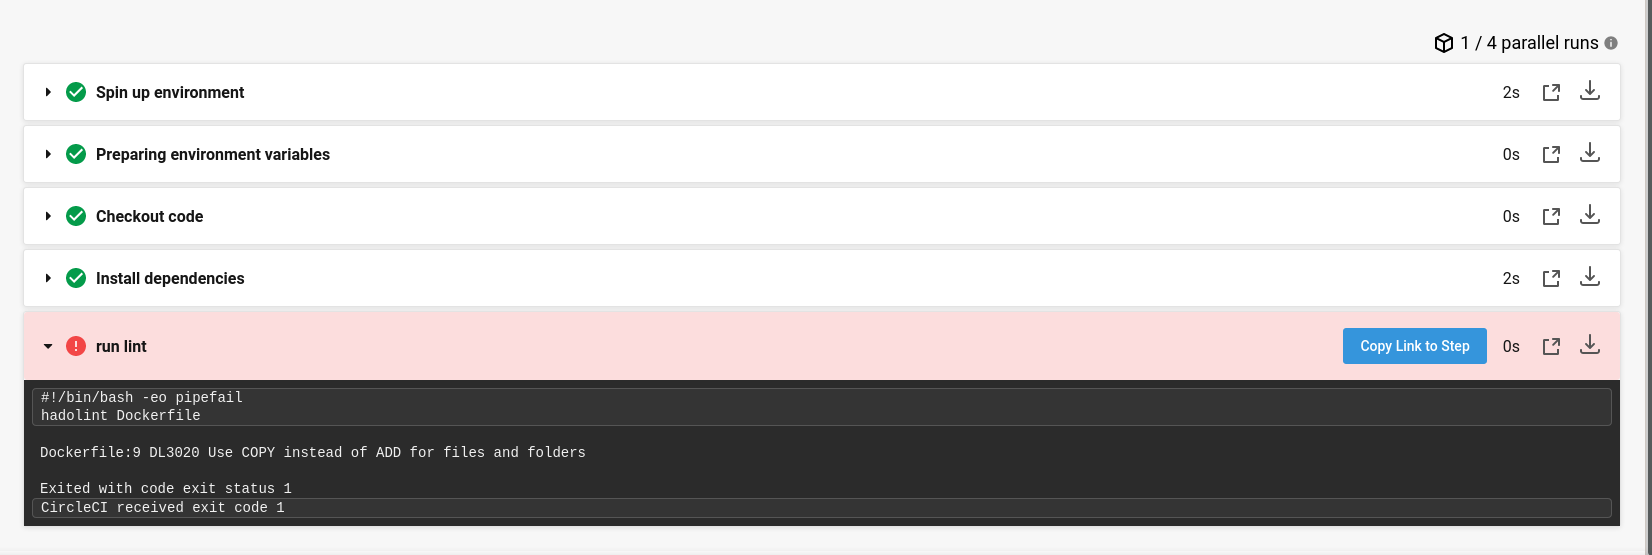 1 / 4 parallel runs
Spin up environment 2s
Preparing environment variables 0s
Checkout code 0s
Install dependencies 2s
run lint Copy Link to Step 0s
#!/bin/bash -eo pipefail
hadolint Dockerfile
Dockerfile:9 DL3020 Use COPY instead of ADD for files and folders
Exited with code exit status 1
CircleCI received exit code 1